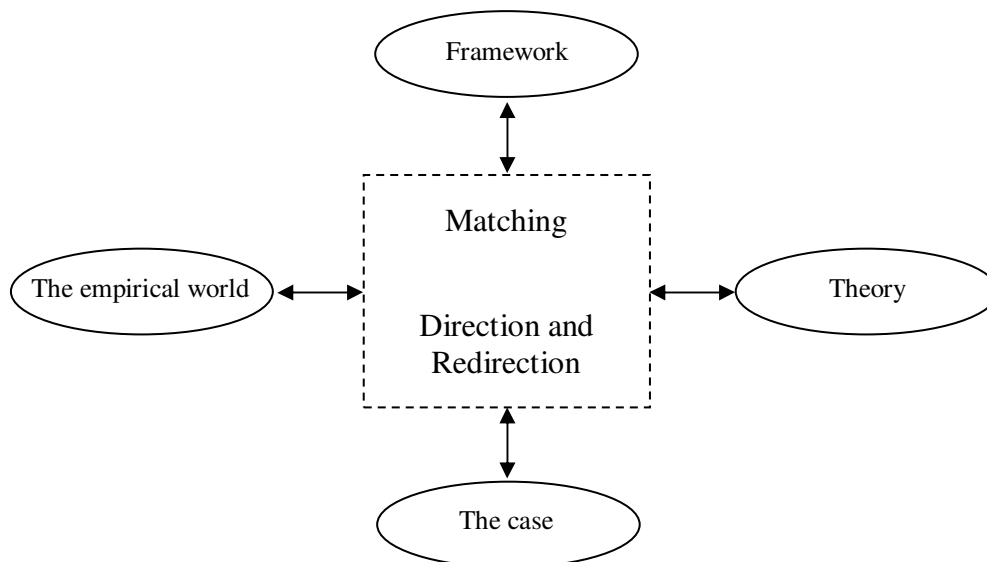 Framework
Matching
The empirical world
Theory
Direction and
Redirection
The case